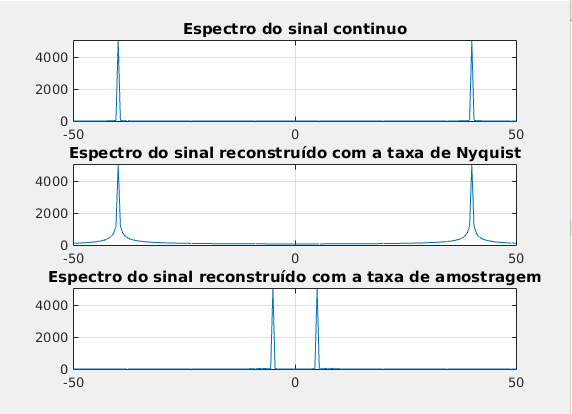 Espectro do sinal continuo
4000
2000
0
-50 0 50
Espectro do sinal reconstruído com a taxa de Nyquist
4000
2000
0
-50 0 50
Espectro do sinal reconstruído com a taxa de amostragem
4000
2000
0
-50 0 50